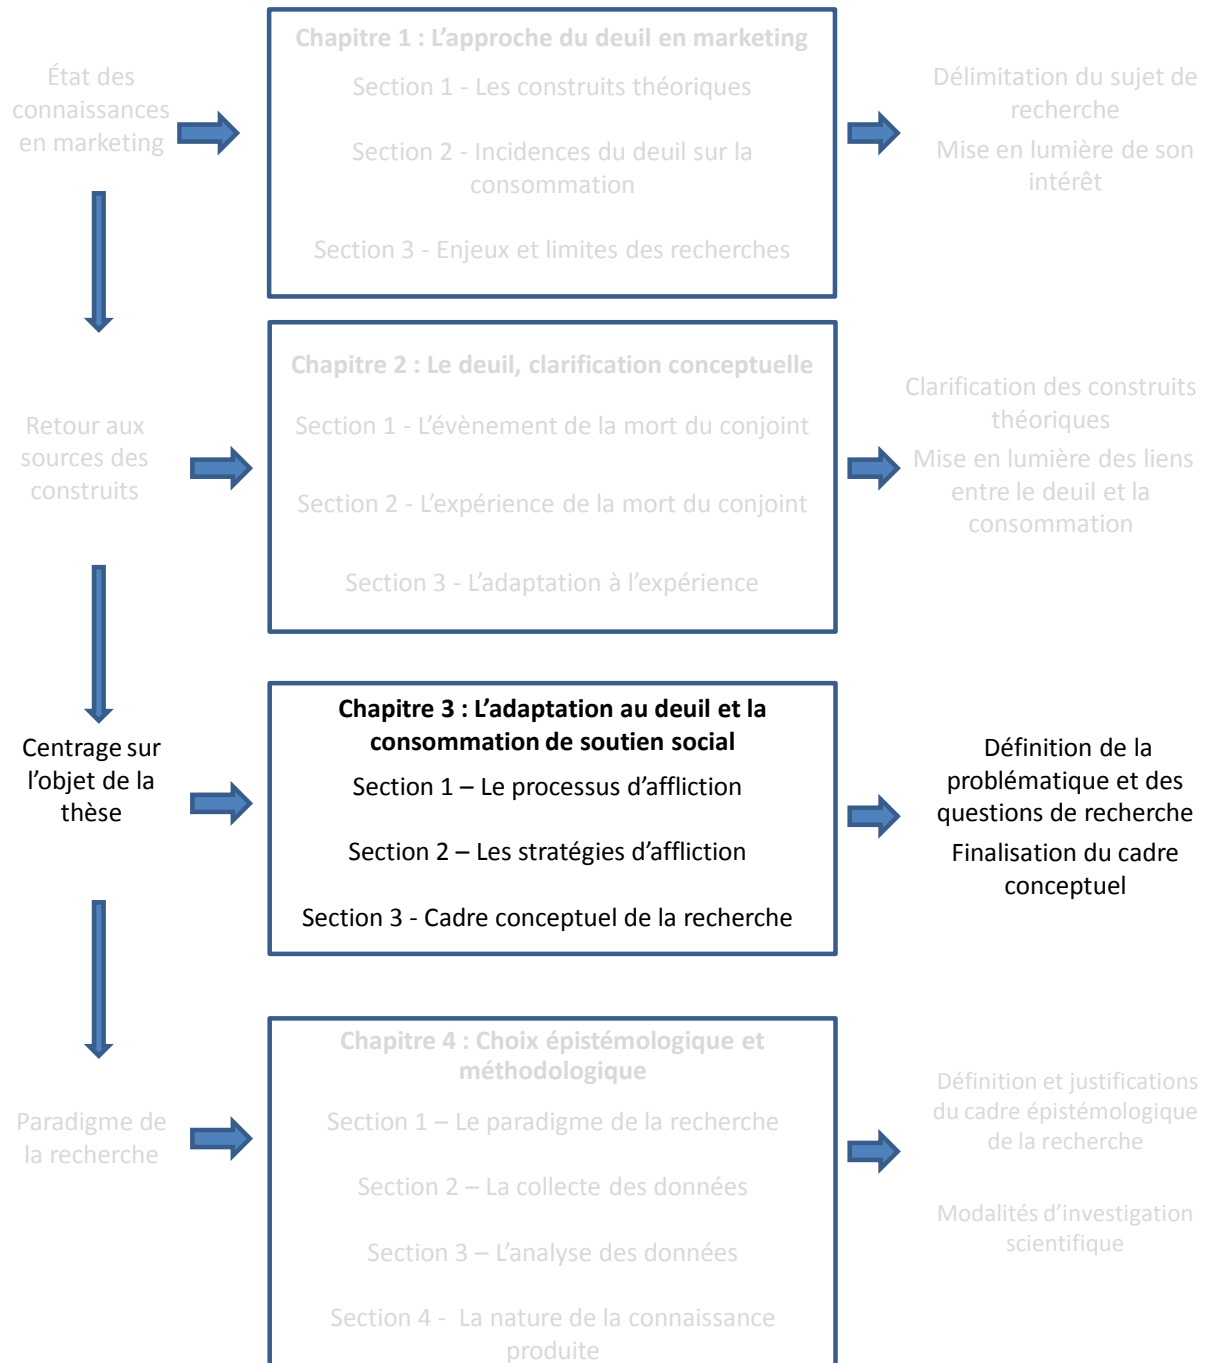 État des
connaissances
en marketing
Chapitre 1 : L’approche du deuil en marketing
Section 1 - Les construits théoriques
Section 2 - Incidences du deuil sur la
consommation
Section 3 - Enjeux et limites des recherches
Délimitation du sujet de
recherche
Mise en lumière de son
intérêt
Retour aux
sources des
construits
Chapitre 2 : Le deuil, clarification conceptuelle
Section 1 - L’évènement de la mort du conjoint
Section 2 - L’expérience de la mort du conjoint
Section 3 - L’adaptation à l’expérience
Clarification des construits
théoriques
Mise en lumière des liens
entre le deuil et la
consommation
Centrage sur
l’objet de la
thèse
Chapitre 3 : L’adaptation au deuil et la
consommation de soutien social
Section 1 – Le processus d’affliction
Section 2 – Les stratégies d’affliction
Section 3 - Cadre conceptuel de la recherche
Définition de la
problématique et des
questions de recherche
Finalisation du cadre
conceptuel
Paradigme de
la recherche
Chapitre 4 : Choix épistémologique et
méthodologique
Section 1 – Le paradigme de la recherche
Section 2 – La collecte des données
Section 3 – L’analyse des données
Section 4 - La nature de la connaissance
produite
Définition et justifications
du cadre épistémologique
de la recherche
Modalités d’investigation
scientifique